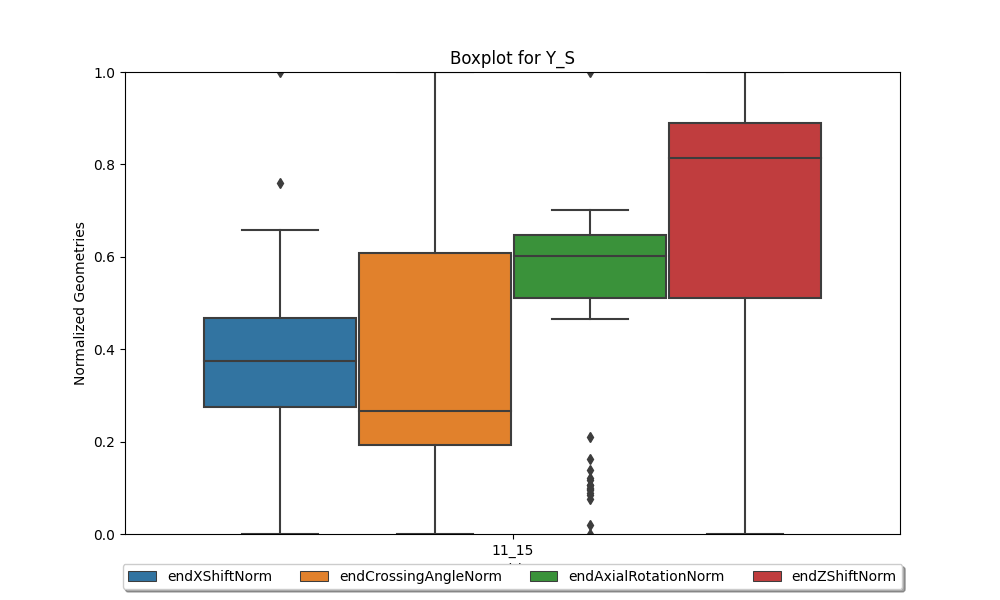 Boxplot for Y_S
1.0
0.8
0.6
0.4
0.2
0.0
Normalized Geometries
11_15
endXShiftNorm endCrossingAngleNorm endAxialRotationNorm endZShiftNorm